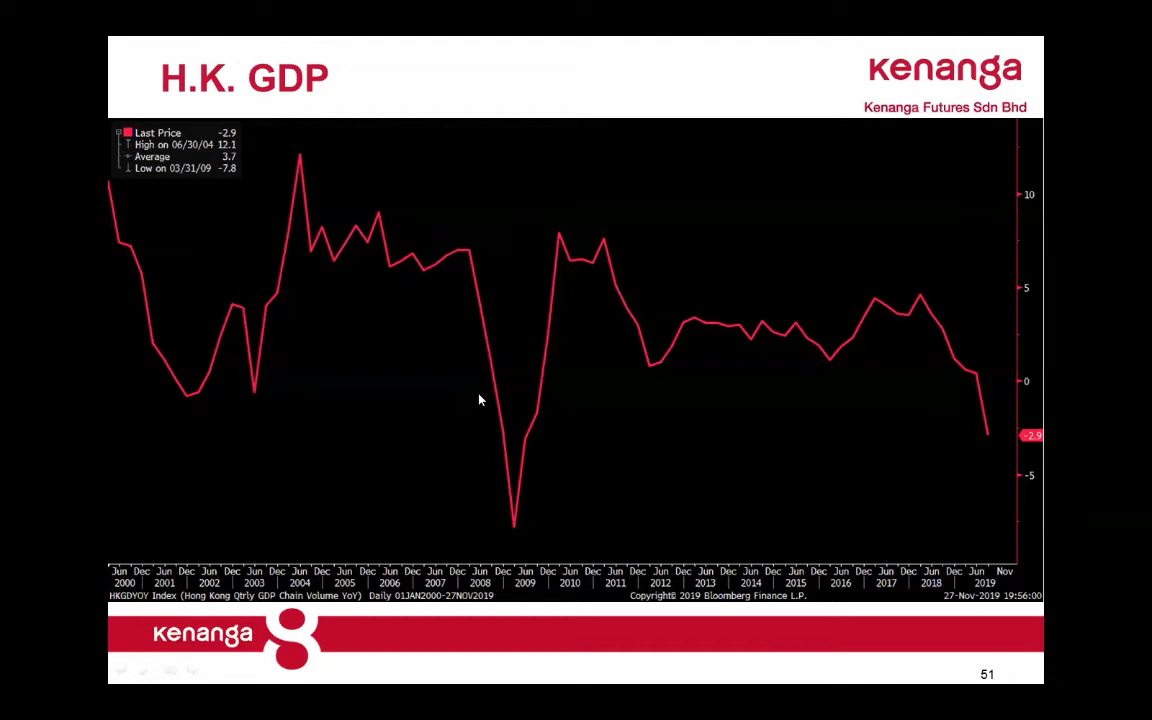 H.K. GDP
kenanga
Kenanga Futures Sdn Bhd
Last Price -2.9
High on 06/30/04 12.1
Average 3.7
Low on 03/31/09 -7.8
10
5
0
-2.9
-5
Jun Dec Jun Dec Jun Dec Jun Dec Jun Dec Jun Dec Jun Dec Jun Dec Jun Dec Jun Dec Jun Dec Jun Dec Jun Dec Jun Dec Jun Dec Jun Dec Jun Dec Jun Dec Jun Dec Jun Nov
2000 2001 2002 2003 2004 2005 2006 2007 2008 2009 2010 2011 2012 2013 2014 2015 2016 2017 2018 2019
HKGDYOY Index (Hong Kong Qtrly GDP Chain Volume YoY) Daily 01JAN2000-27NOV2019 Copyright© 2019 Bloomberg Finance L.P. 27-Nov-2019 19:56:00
kenanga
51